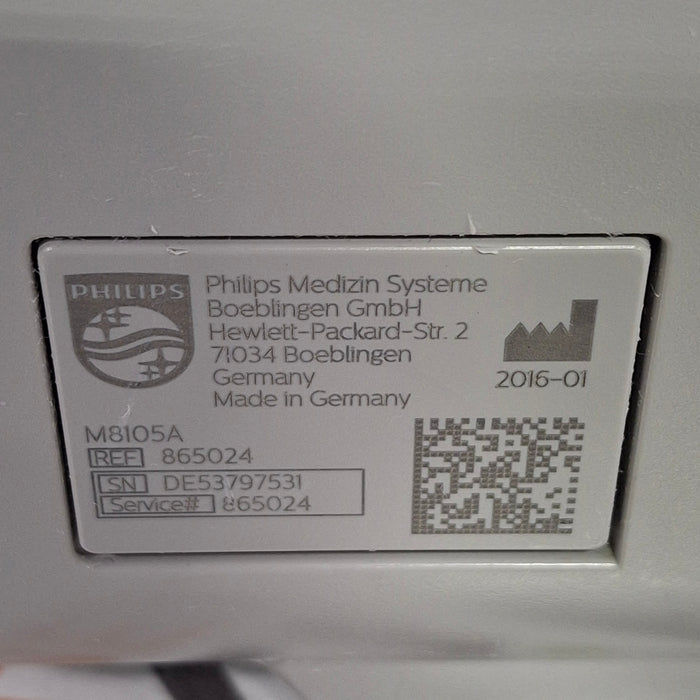 PHILIPS
Philips Medizin Systeme
Boeblingen GmbH
Hewlett-Packard-Str. 2
71034 Boeblingen
Germany
Made in Germany
2016-01
M8105A
REF 865024
SN DE53797531
Service# 865024